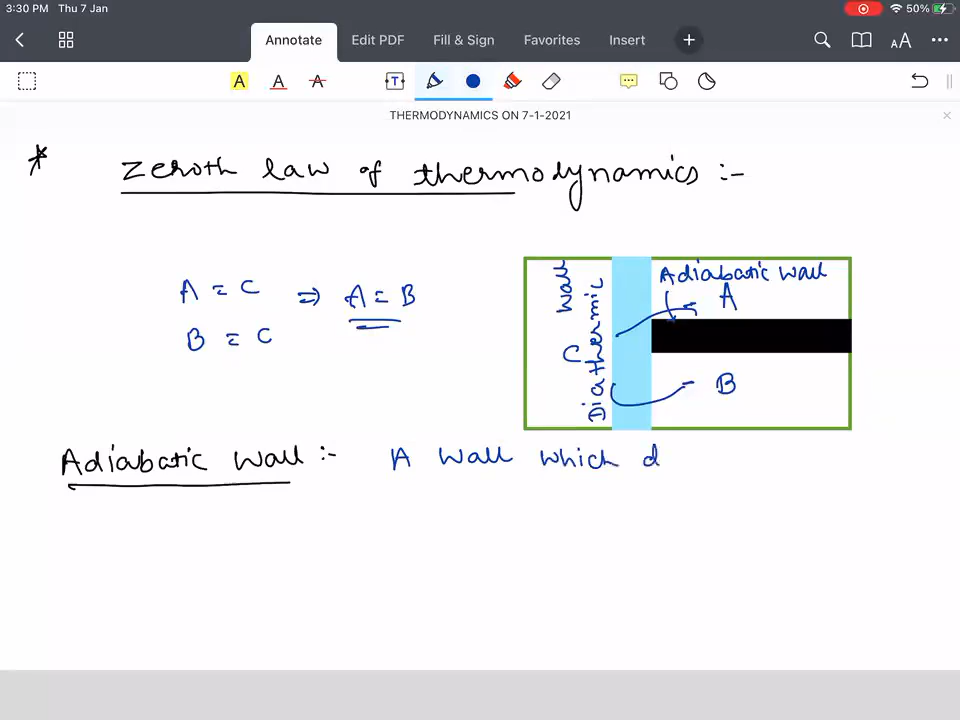 3:30 PM Thu 7 Jan
50%
Annotate Edit PDF Fill & Sign Favorites Insert
A A A T
THERMODYNAMICS ON 7-1-2021
* Zeroth law of thermodynamics :-
A = C ⇒ A = B
B = C
Diathermic wall
C
Adiabatic wall
A
B
Adiabatic wall :- A wall which d